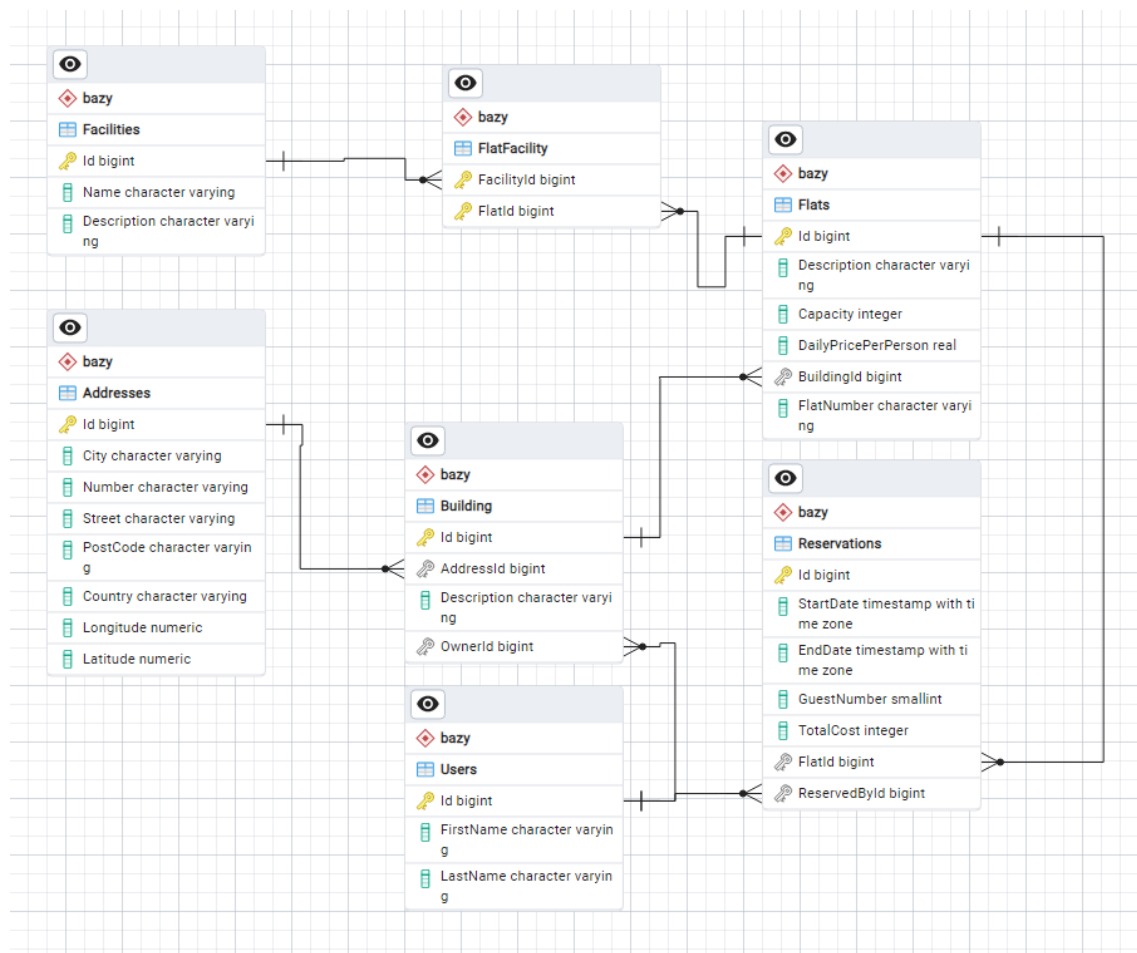 bazy
Facilities
Id bigint
Name character varying
Description character varyi
ng
bazy
FlatFacility
FacilityId bigint
FlatId bigint
bazy
Flats
Id bigint
Description character varyi
ng
Capacity integer
DailyPricePerPerson real
BuildingId bigint
FlatNumber character varyi
ng
bazy
Addresses
Id bigint
City character varying
Number character varying
Street character varying
PostCode character varyin
g
Country character varying
Longitude numeric
Latitude numeric
bazy
Building
Id bigint
AddressId bigint
Description character varyi
ng
OwnerId bigint
bazy
Reservations
Id bigint
StartDate timestamp with ti
me zone
EndDate timestamp with ti
me zone
GuestNumber smallint
TotalCost integer
FlatId bigint
ReservedById bigint
bazy
Users
Id bigint
FirstName character varyin
g
LastName character varyin
g